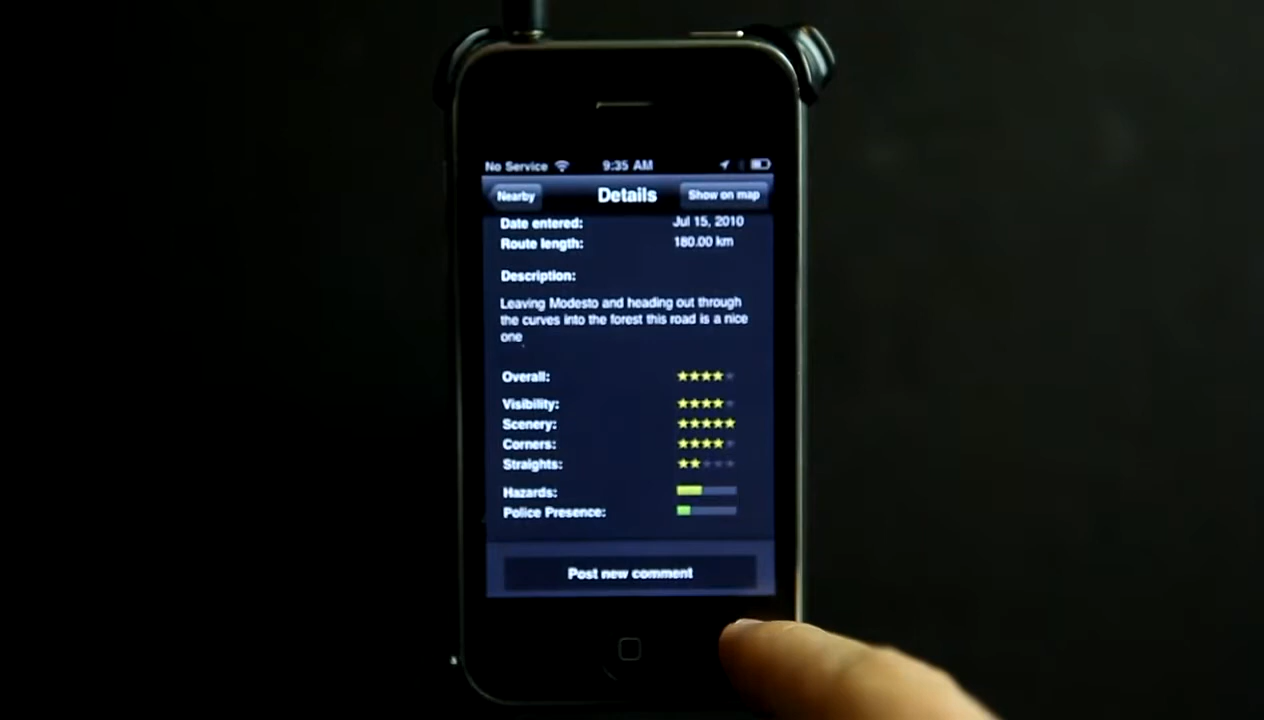 No Service 9:35 AM
Nearby Details Show on map
Date entered: Jul 15, 2010
Route length: 180.00 km
Description:
Leaving Modesto and heading out through
the curves into the forest this road is a nice
one
Overall:
Visibility:
Scenery:
Corners:
Straights:
Hazards:
Police Presence:
Post new comment